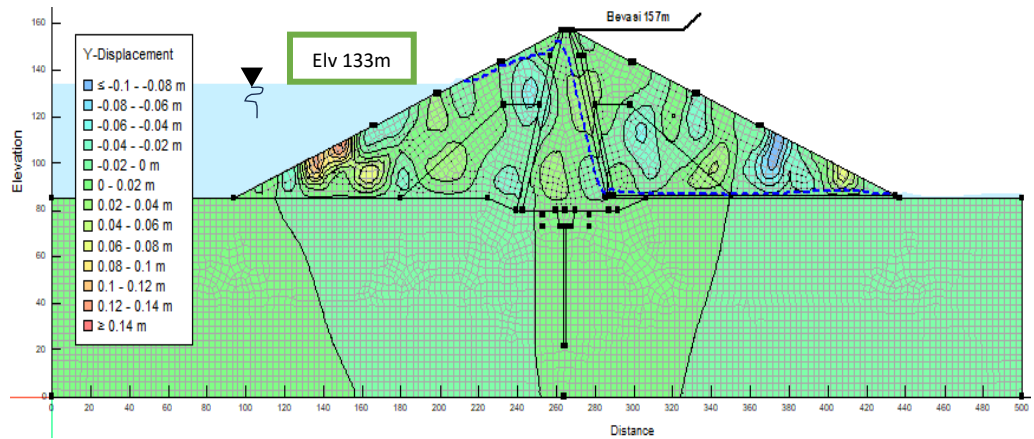 Bevasi 157m
Elv 133m
Y-Displacement
≤ -0.1 - -0.08 m
-0.08 - -0.06 m
-0.06 - -0.04 m
-0.04 - -0.02 m
-0.02 - 0 m
0 - 0.02 m
0.02 - 0.04 m
0.04 - 0.06 m
0.06 - 0.08 m
0.08 - 0.1 m
0.1 - 0.12 m
0.12 - 0.14 m
≥ 0.14 m
Elevation
160
140
120
100
80
60
40
20
0
0 20 40 60 80 100 120 140 160 180 200 220 240 260 280 300 320 340 360 380 400 420 440 460 480 500
Distance